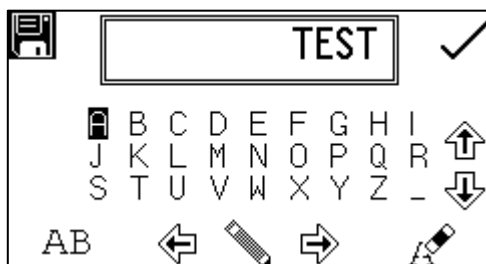 TEST
A B C D E F G H I
J K L M N O P Q R
S T U V W X Y Z _
AB